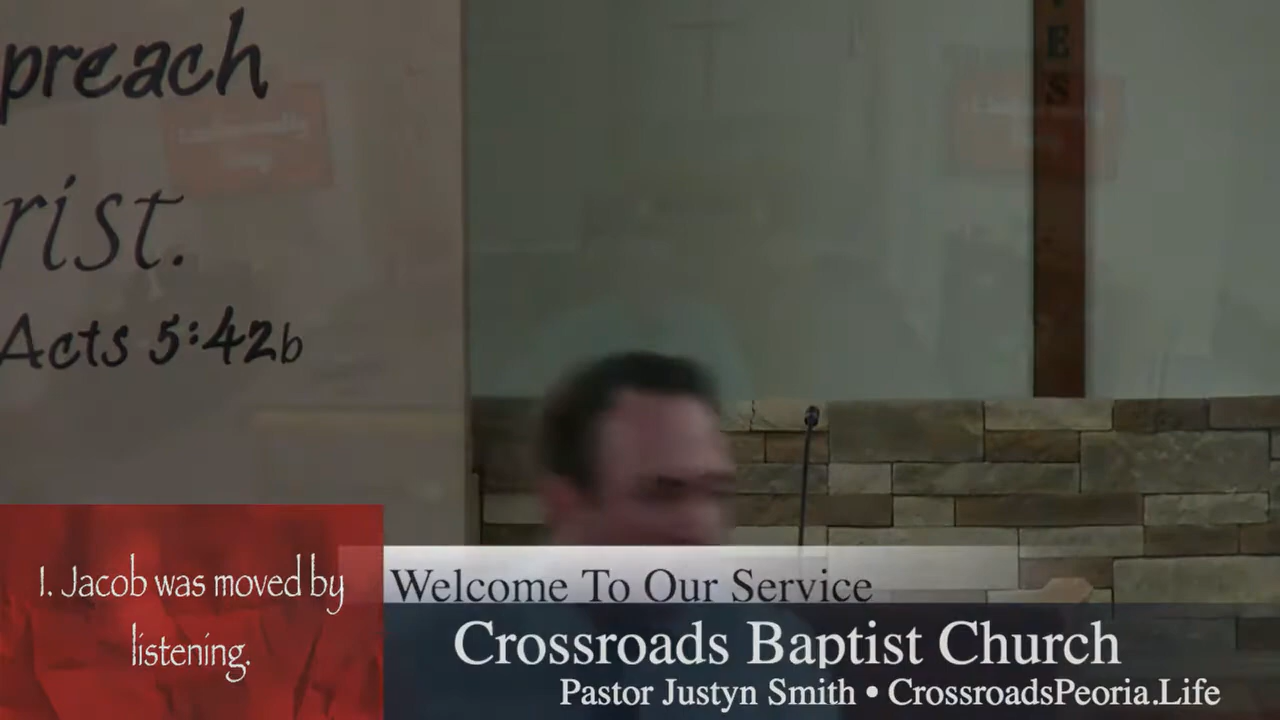 preach
rist.
Acts 5:42b
ES
1. Jacob was moved by
listening.
Welcome To Our Service
Crossroads Baptist Church
Pastor Justyn Smith • CrossroadsPeoria.Life